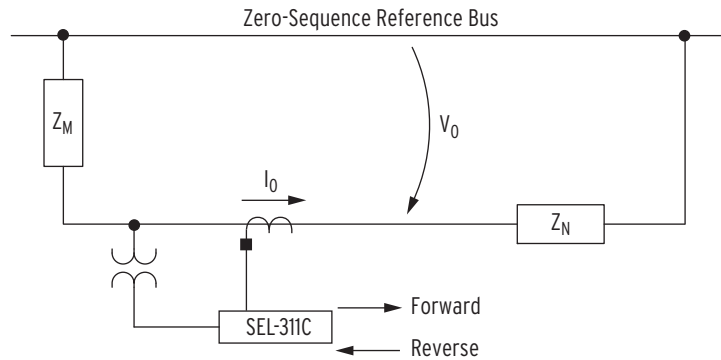 Zero-Sequence Reference Bus
Z_M
V_0
I_0
Z_N
SEL-311C
Forward
Reverse